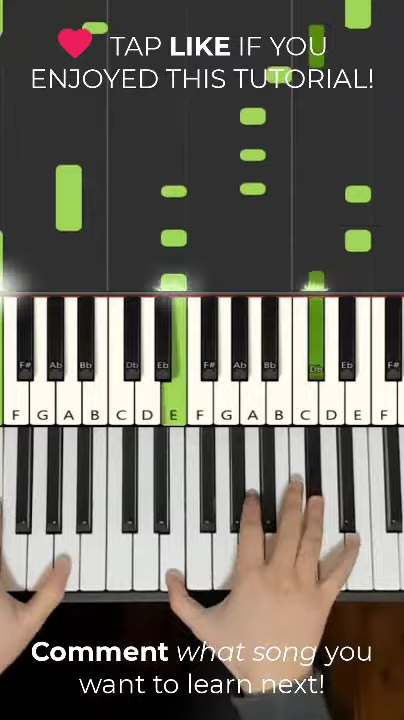 TAP LIKE IF YOU
ENJOYED THIS TUTORIAL!
F# Ab Bb Db Eb F# Ab Bb Db Eb F#
F G A B C D E F G A B C D E F
Comment what song you
want to learn next!